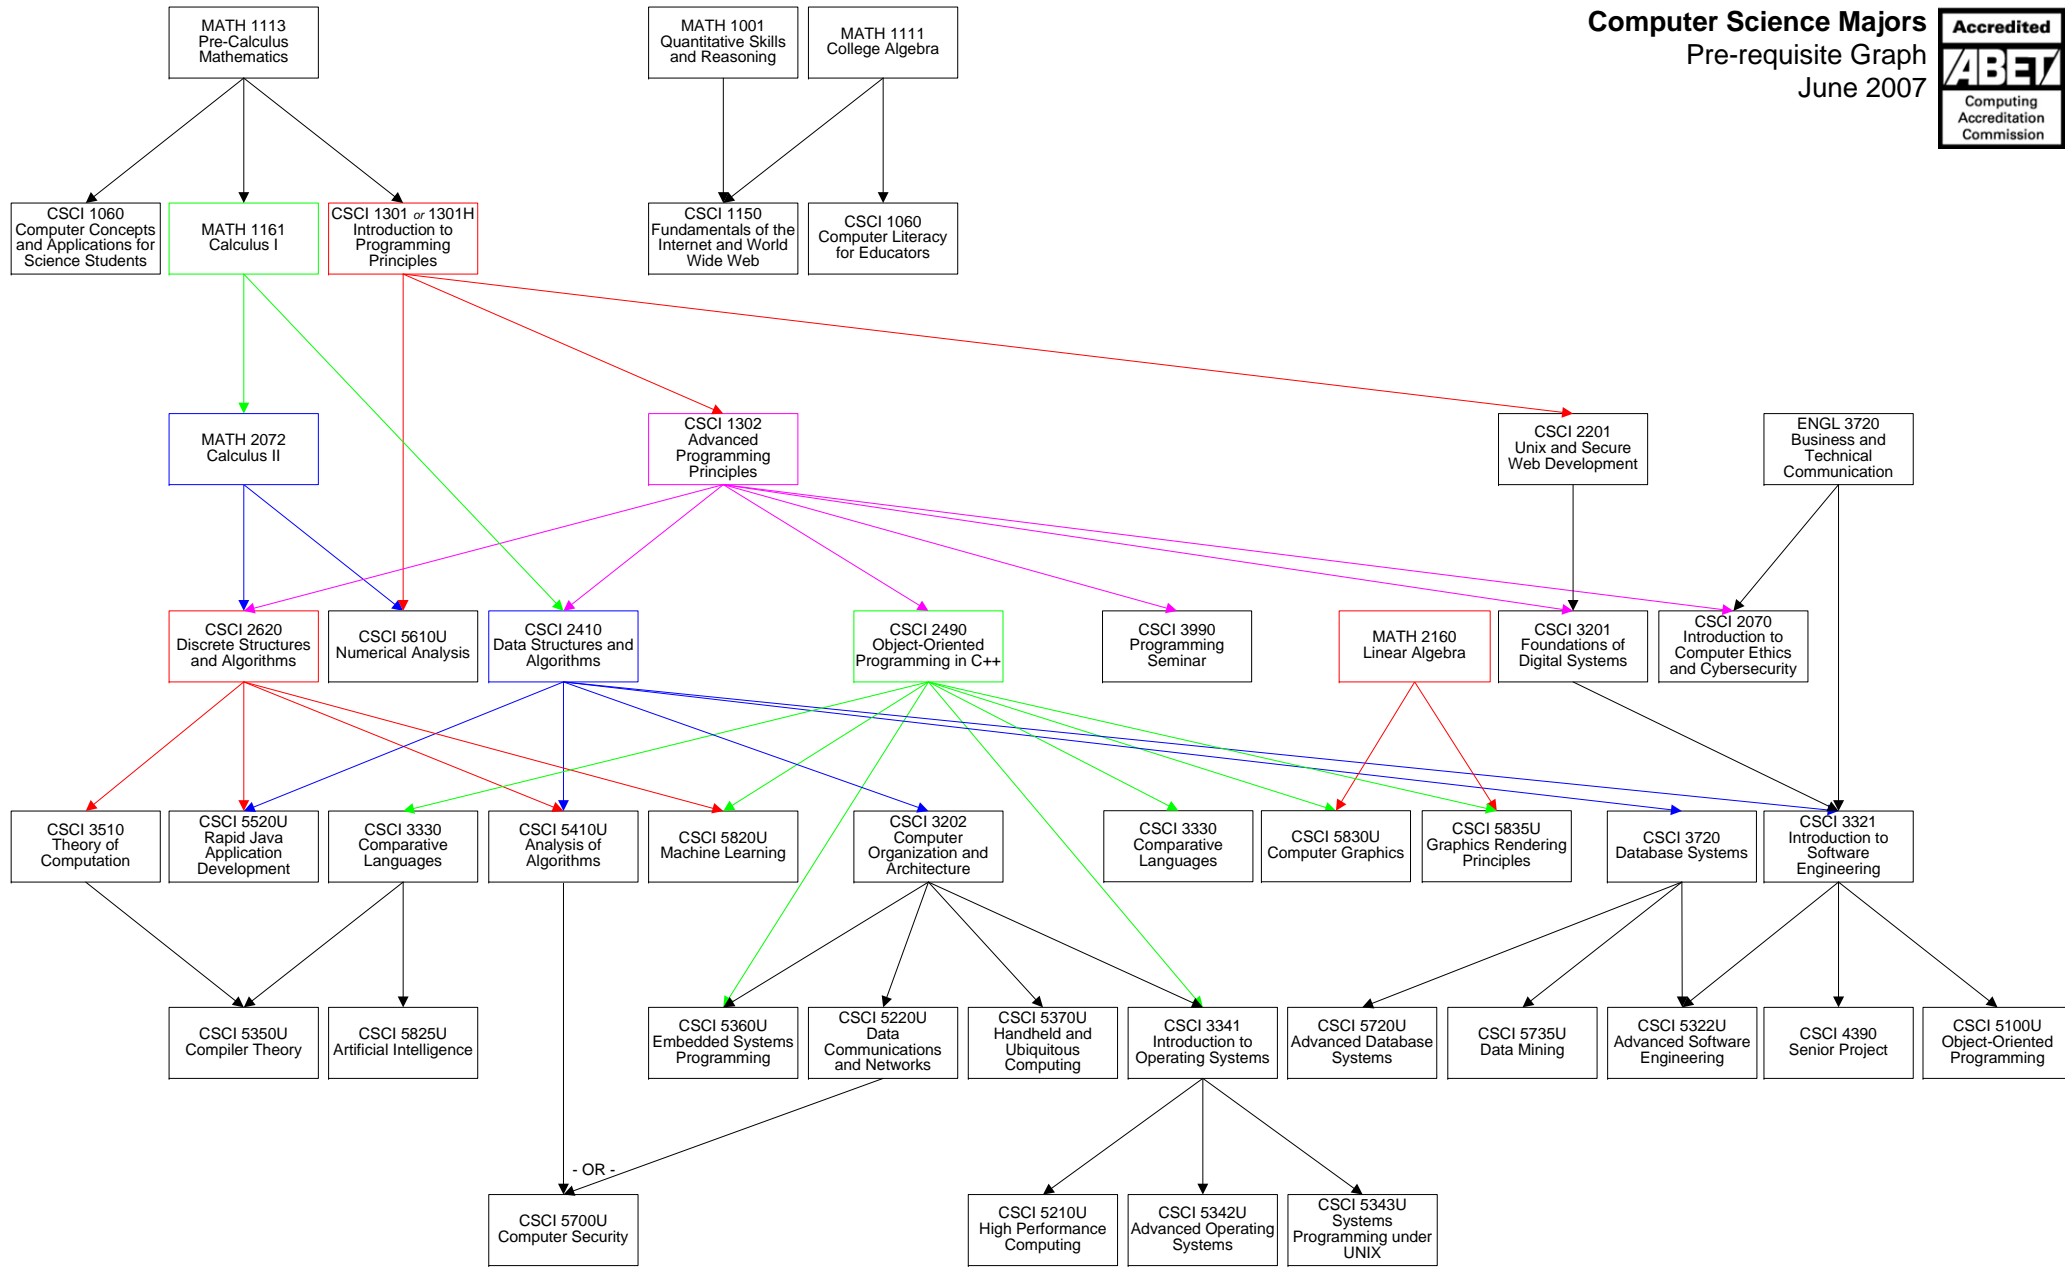 Computer Science Majors
Pre-requisite Graph
June 2007
Accredited
ABET
Computing
Accreditation
Commission
MATH 1113
Pre-Calculus
Mathematics
MATH 1001
Quantitative Skills
and Reasoning
MATH 1111
College Algebra
CSCI 1060
Computer Concepts
and Applications for
Science Students
MATH 1161
Calculus I
CSCI 1301 or 1301H
Introduction to
Programming
Principles
CSCI 1150
Fundamentals of the
Internet and World
Wide Web
CSCI 1060
Computer Literacy
for Educators
MATH 2072
Calculus II
CSCI 1302
Advanced
Programming
Principles
CSCI 2201
Unix and Secure
Web Development
ENGL 3720
Business and
Technical
Communication
CSCI 2620
Discrete Structures
and Algorithms
CSCI 5610U
Numerical Analysis
CSCI 2410
Data Structures and
Algorithms
CSCI 2490
Object-Oriented
Programming in C++
CSCI 3990
Programming
Seminar
MATH 2160
Linear Algebra
CSCI 3201
Foundations of
Digital Systems
CSCI 2070
Introduction to
Computer Ethics
and Cybersecurity
CSCI 3510
Theory of
Computation
CSCI 5520U
Rapid Java
Application
Development
CSCI 3330
Comparative
Languages
CSCI 5410U
Analysis of
Algorithms
CSCI 5820U
Machine Learning
CSCI 3202
Computer
Organization and
Architecture
CSCI 3330
Comparative
Languages
CSCI 5830U
Computer Graphics
CSCI 5835U
Graphics Rendering
Principles
CSCI 3720
Database Systems
CSCI 3321
Introduction to
Software
Engineering
CSCI 5350U
Compiler Theory
CSCI 5825U
Artificial Intelligence
CSCI 5360U
Embedded Systems
Programming
CSCI 5220U
Data
Communications
and Networks
CSCI 5370U
Handheld and
Ubiquitous
Computing
CSCI 3341
Introduction to
Operating Systems
CSCI 5720U
Advanced Database
Systems
CSCI 5735U
Data Mining
CSCI 5322U
Advanced Software
Engineering
CSCI 4390
Senior Project
CSCI 5100U
Object-Oriented
Programming
- OR -
CSCI 5700U
Computer Security
CSCI 5210U
High Performance
Computing
CSCI 5342U
Advanced Operating
Systems
CSCI 5343U
Systems
Programming under
UNIX